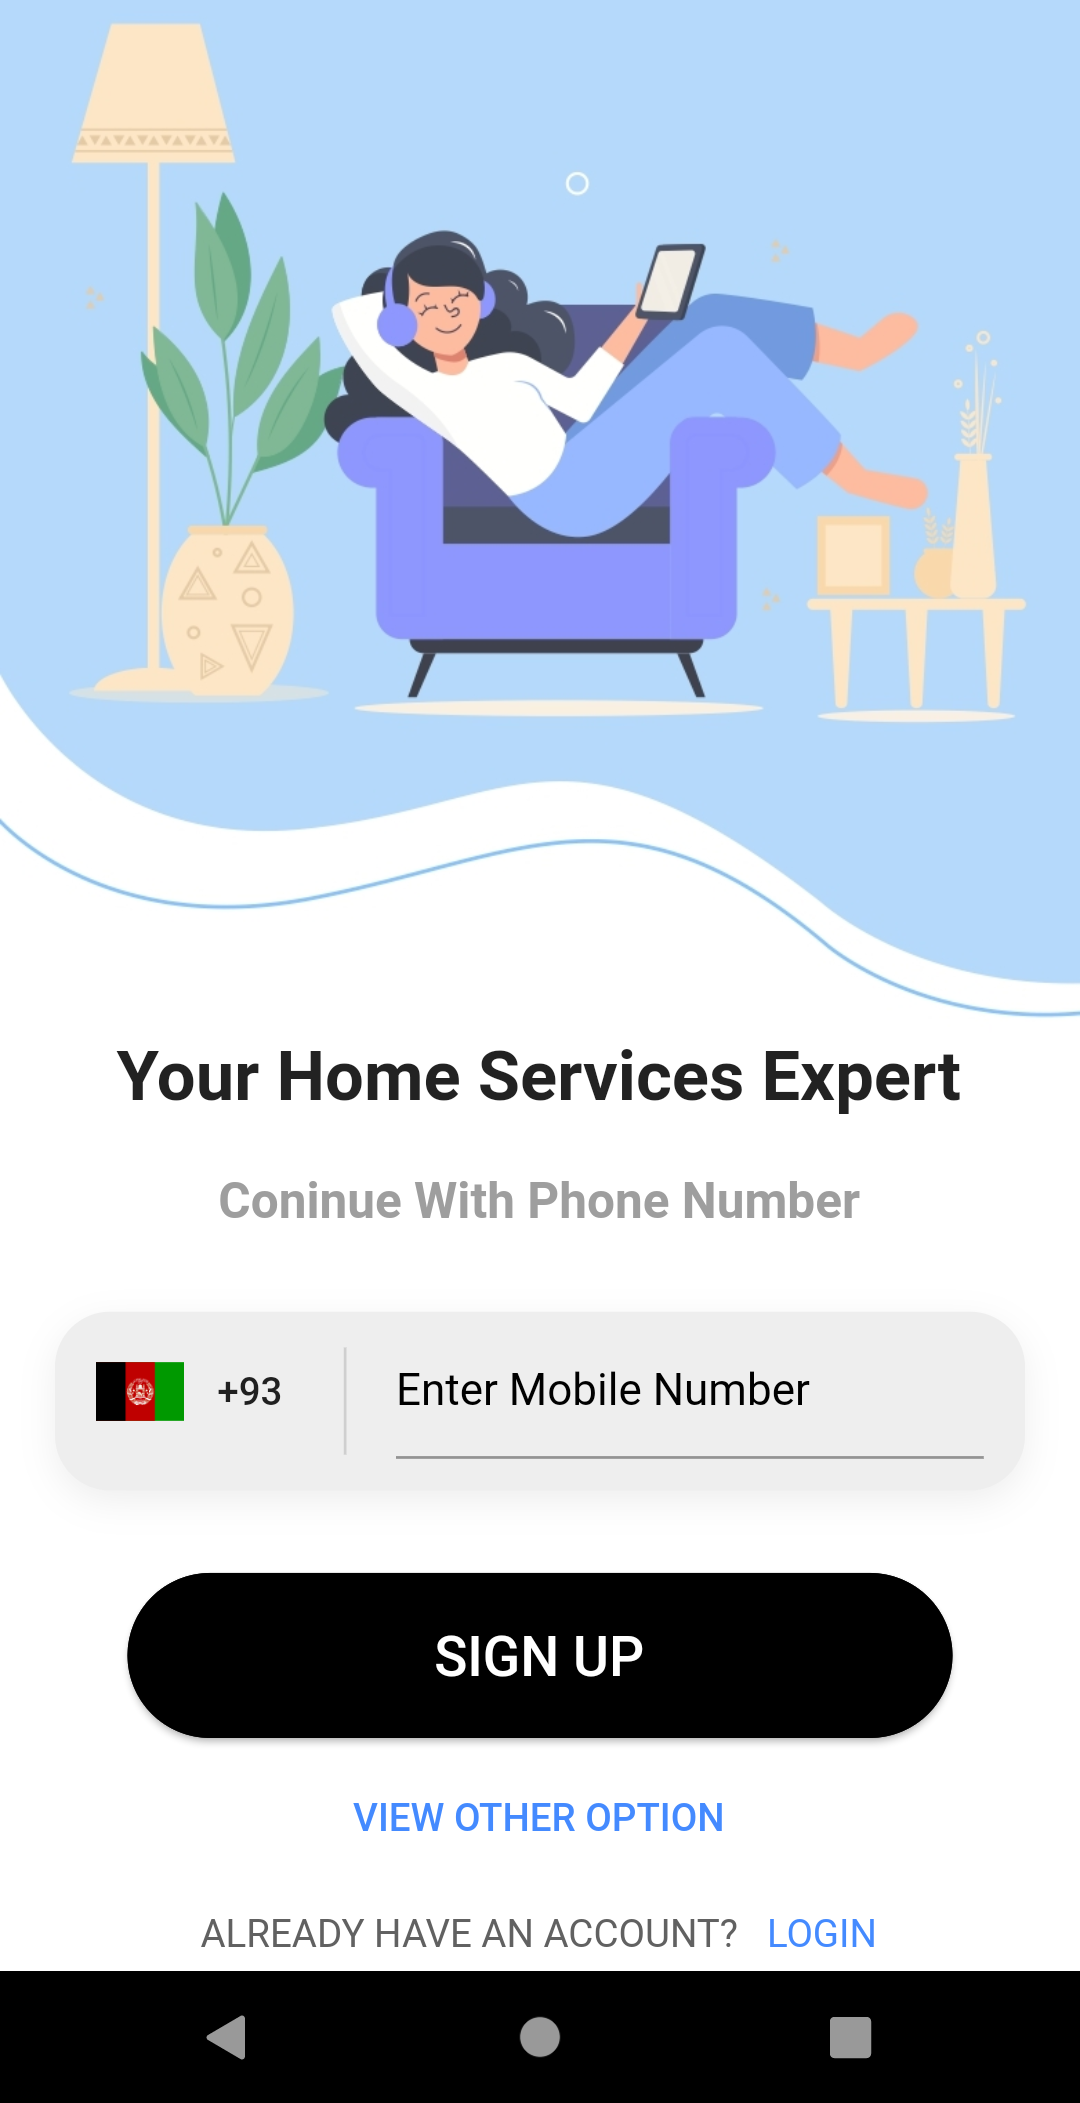 Your Home Services Expert
Coninue With Phone Number
+93 Enter Mobile Number
SIGN UP
VIEW OTHER OPTION
ALREADY HAVE AN ACCOUNT? LOGIN